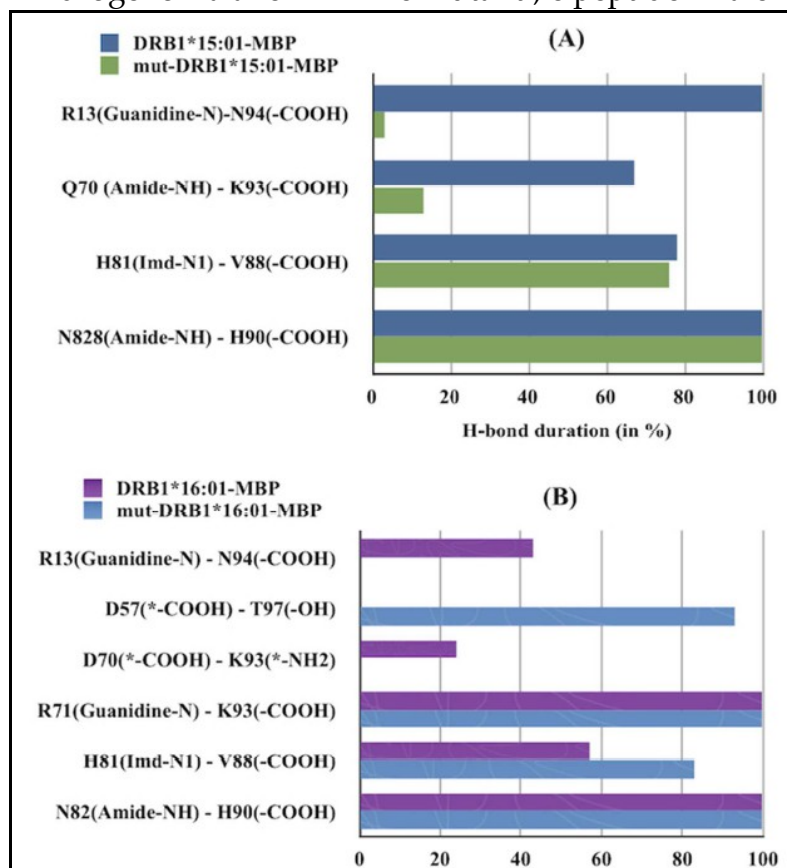 DRB1*15:01-MBP
mut-DRB1*15:01-MBP
(A)
R13(Guanidine-N)-N94(-COOH)
Q70 (Amide-NH) - K93(-COOH)
H81(Imd-N1) - V88(-COOH)
N828(Amide-NH) - H90(-COOH)
0 20 40 60 80 100
H-bond duration (in %)
DRB1*16:01-MBP
mut-DRB1*16:01-MBP
(B)
R13(Guanidine-N) - N94(-COOH)
D57(*-COOH) - T97(-OH)
D70(*-COOH) - K93(*-NH2)
R71(Guanidine-N) - K93(-COOH)
H81(Imd-N1) - V88(-COOH)
N82(Amide-NH) - H90(-COOH)
0 20 40 60 80 100